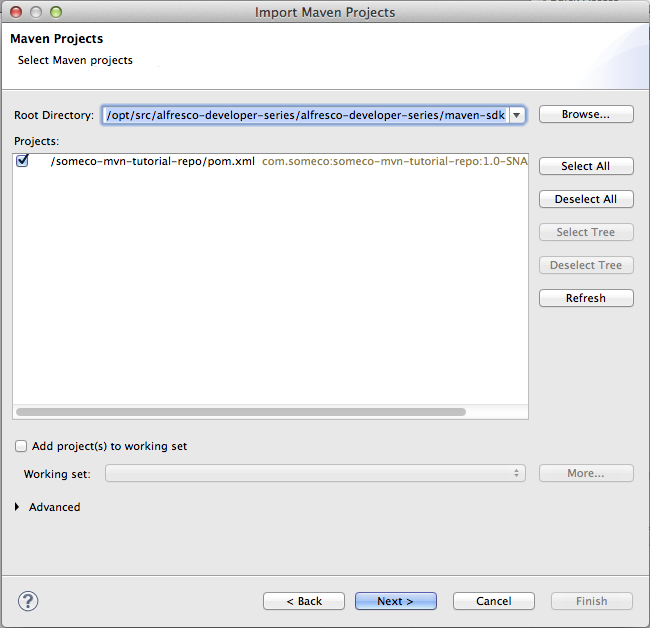 Import Maven Projects
Maven Projects
Select Maven projects
Root Directory: /opt/src/alfresco-developer-series/alfresco-developer-series/maven-sdk Browse...
Projects:
/someco-mvn-tutorial-repo/pom.xml com.someco:someco-mvn-tutorial-repo:1.0-SNA
Select All
Deselect All
Select Tree
Deselect Tree
Refresh
Add project(s) to working set
Working set: More...
Advanced
? < Back Next > Cancel Finish